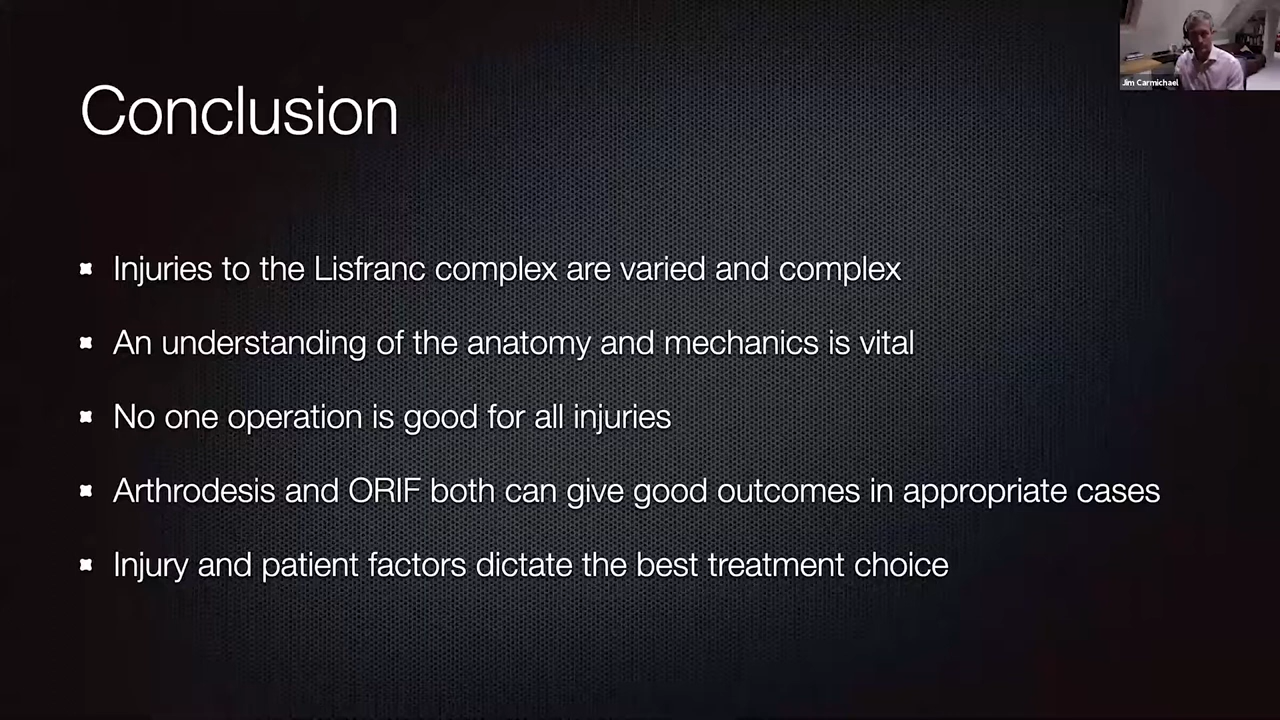 Jim Carmichael
Conclusion
Injuries to the Lisfranc complex are varied and complex
An understanding of the anatomy and mechanics is vital
No one operation is good for all injuries
Arthrodesis and ORIF both can give good outcomes in appropriate cases
Injury and patient factors dictate the best treatment choice